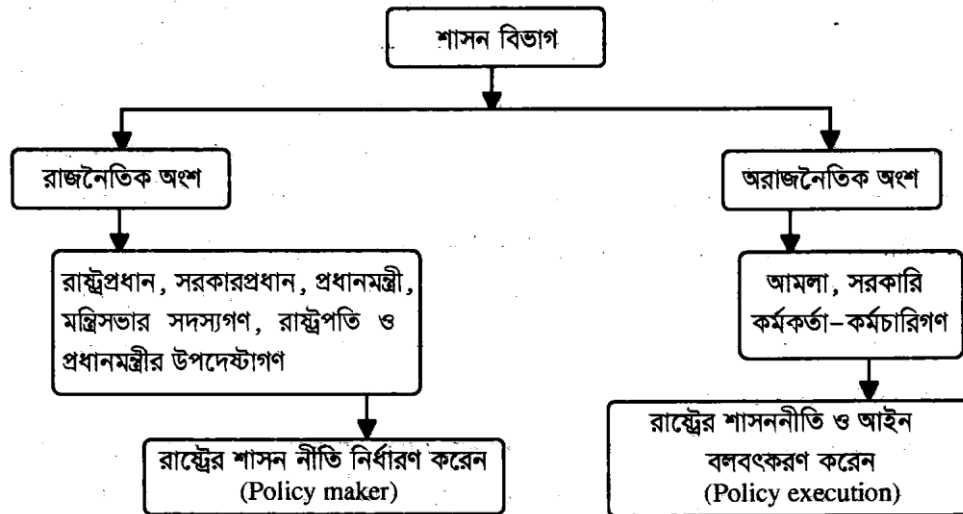 শাসন বিভাগ
রাজনৈতিক অংশ
অরাজনৈতিক অংশ
রাষ্ট্রপ্রধান, সরকারপ্রধান, প্রধানমন্ত্রী,
মন্ত্রিসভার সদস্যগণ, রাষ্ট্রপতি ও
প্রধানমন্ত্রীর উপদেষ্টাগণ
আমলা, সরকারি
কর্মকর্তা-কর্মচারিগণ
রাষ্ট্রের শাসন নীতি নির্ধারণ করেন
(Policy maker)
রাষ্ট্রের শাসননীতি ও আইন
বলবৎকরণ করেন
(Policy execution)